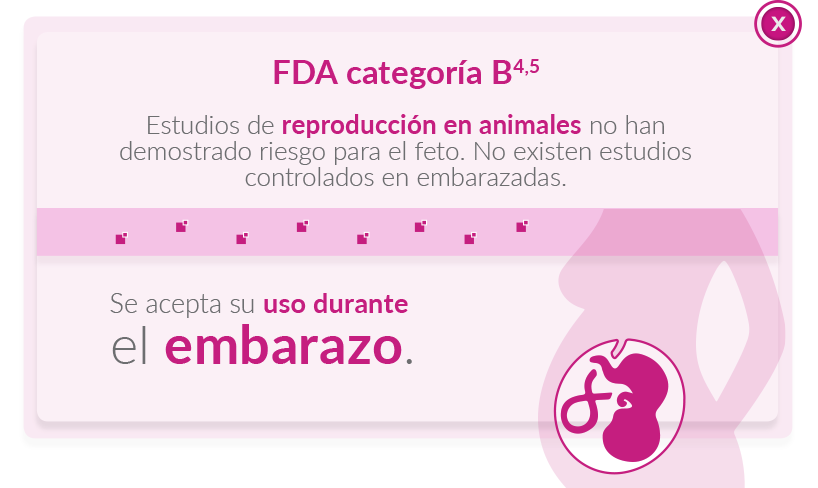 X
FDA categoría B4,5
Estudios de reproducción en animales no han
demostrado riesgo para el feto. No existen estudios
controlados en embarazadas.
Se acepta su uso durante
el embarazo.